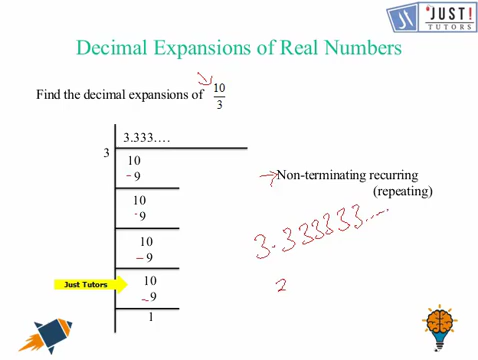 JUST!
TUTORS
Decimal Expansions of Real Numbers
Find the decimal expansions of 10/3
3.333....
3
10
- 9
10
- 9
10
- 9
10
- 9
1
Just Tutors
→Non-terminating recurring
(repeating)
3.333333....
2